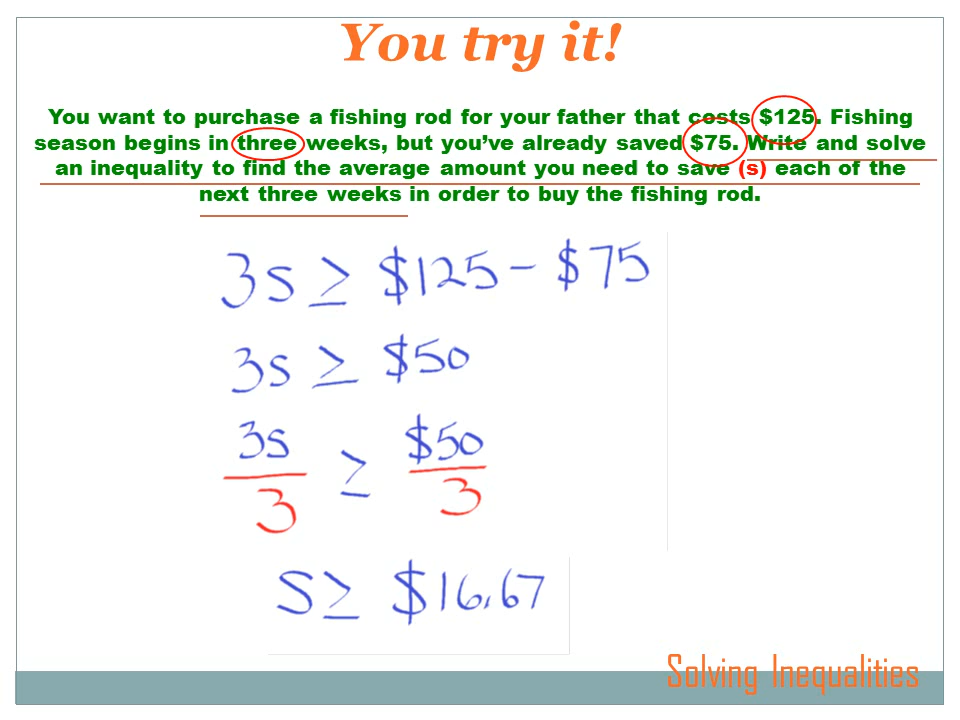 You try it!
You want to purchase a fishing rod for your father that costs $125. Fishing
season begins in three weeks, but you’ve already saved $75. Write and solve
an inequality to find the average amount you need to save (s) each of the
next three weeks in order to buy the fishing rod.
3s ≥ $125 - $75
3s ≥ $50
3s ≥ $50
3 3
s ≥ $16.67
Solving Inequalities